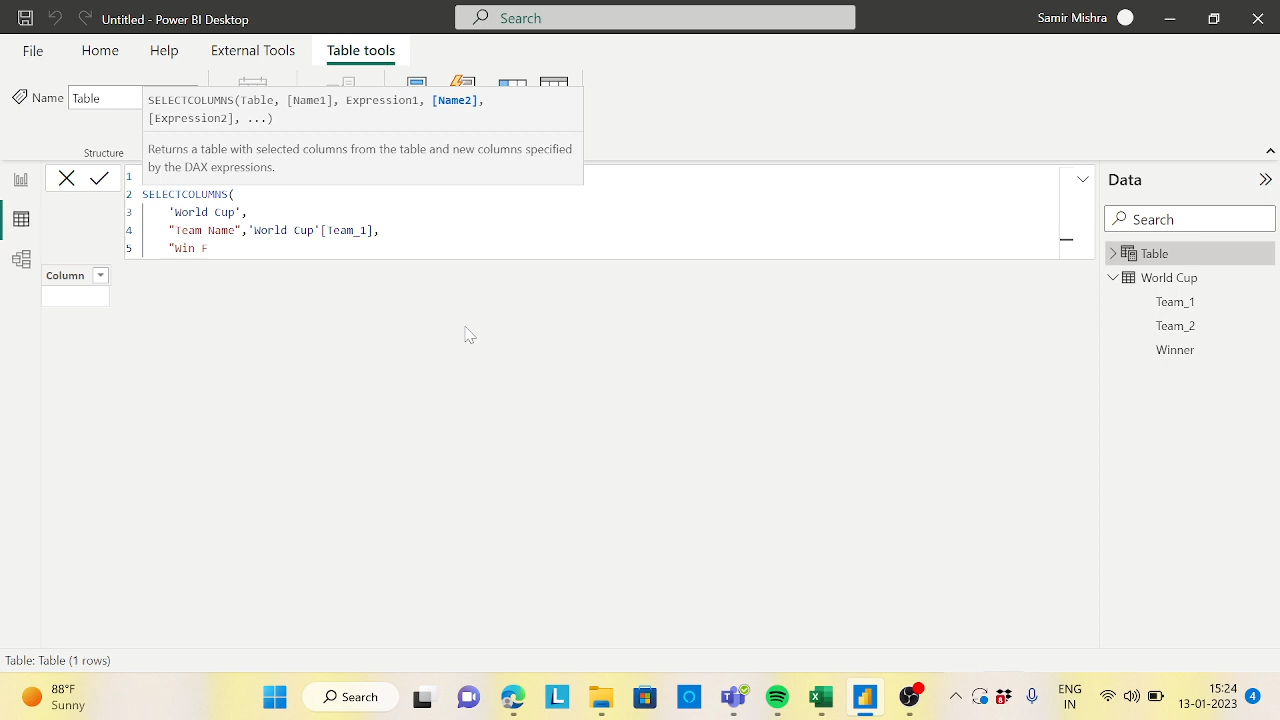 Untitled - Power BI Desktop
Search
Samir Mishra
File
Home
Help
External Tools
Table tools
Name
Table
SELECTCOLUMNS(Table, [Name1], Expression1, [Name2],
[Expression2], ...)
Returns a table with selected columns from the table and new columns specified
by the DAX expressions.
Structure
1
2 SELECTCOLUMNS(
3 'World Cup',
4 "Team Name",'World Cup'[Team_1],
5 "Win F
Data
Search
Table
World Cup
Team_1
Team_2
Winner
Column
Table: Table (1 rows)
88°F
Sunny
Search
ENG
IN
15:24
13-01-2023
4